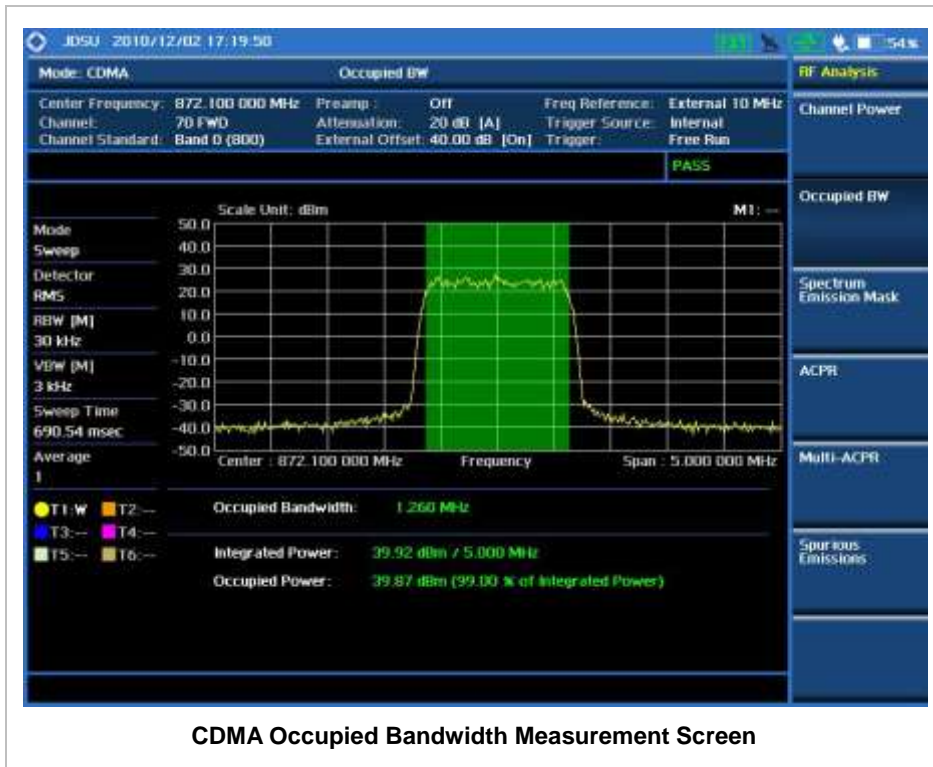 JDSU 2010/12/02 17:19:50
54%
Mode: CDMA Occupied BW
RF Analysis
Center Frequency: 872.100 000 MHz Preamp : Off Freq Reference: External 10 MHz
Channel: 70 FWD Attenuation: 20 dB [A] Trigger Source: Internal
Channel Standard: Band 0 (800) External Offset: 40.00 dB [On] Trigger: Free Run
PASS
Channel Power
Occupied BW
Spectrum
Emission Mask
ACPR
Multi-ACPR
Spurious
Emissions
Scale Unit: dBm M1: --
Mode
Sweep
Detector
RMS
RBW [M]
30 kHz
VBW [M]
3 kHz
Sweep Time
690.54 msec
Average
1
50.0
40.0
30.0
20.0
10.0
0.0
-10.0
-20.0
-30.0
-40.0
-50.0
Center : 872.100 000 MHz Frequency Span : 5.000 000 MHz
T1:W T2:--
T3:-- T4:--
T5:-- T6:--
Occupied Bandwidth: 1.260 MHz
Integrated Power: 39.92 dBm / 5.000 MHz
Occupied Power: 39.87 dBm (99.00 % of Integrated Power)
CDMA Occupied Bandwidth Measurement Screen